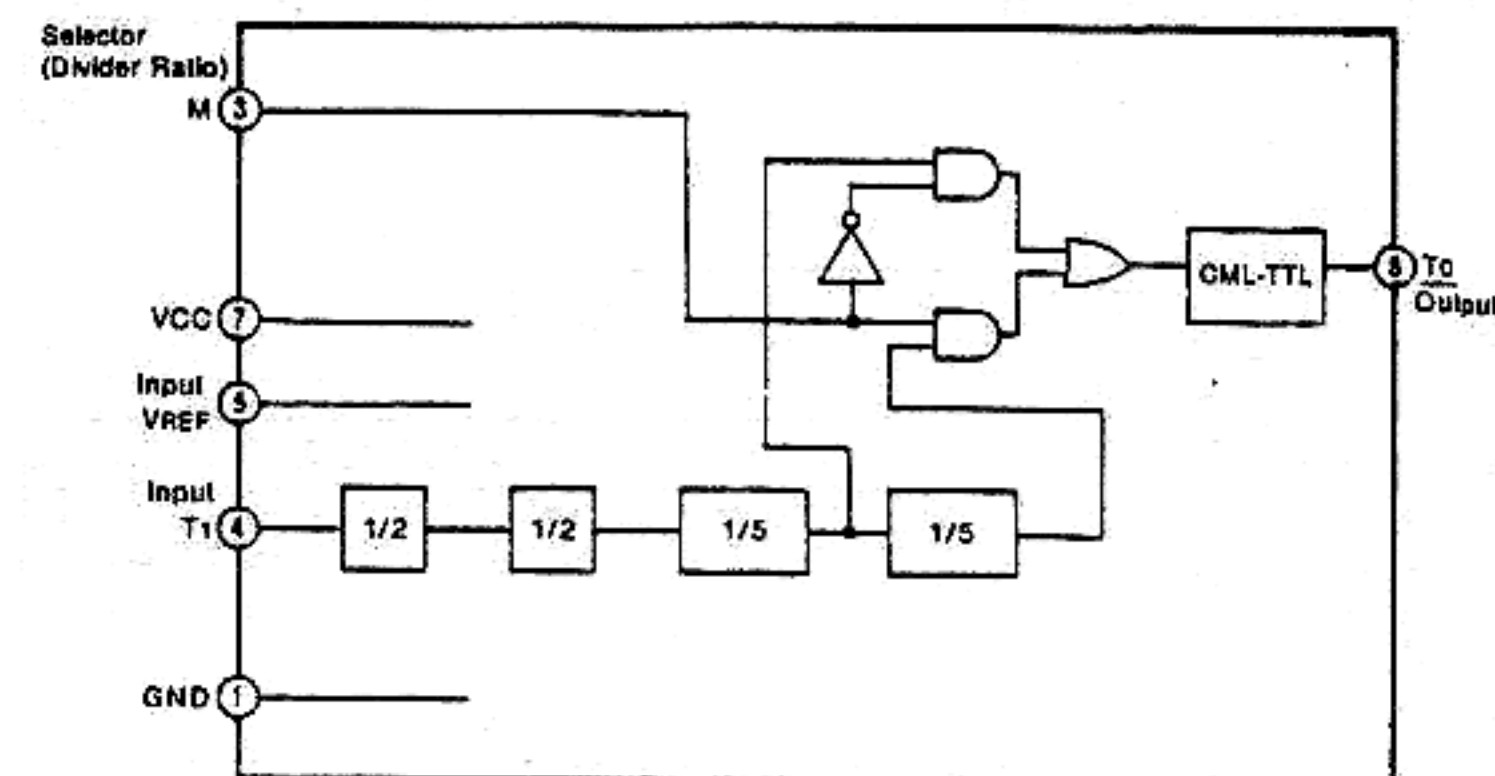 Selector
(Divider Ratio)
M 3
VCC 7
Input
VREF 5
Input
T1 4
GND 1
1/2
1/2
1/5
1/5
CML-TTL
8 To
Output